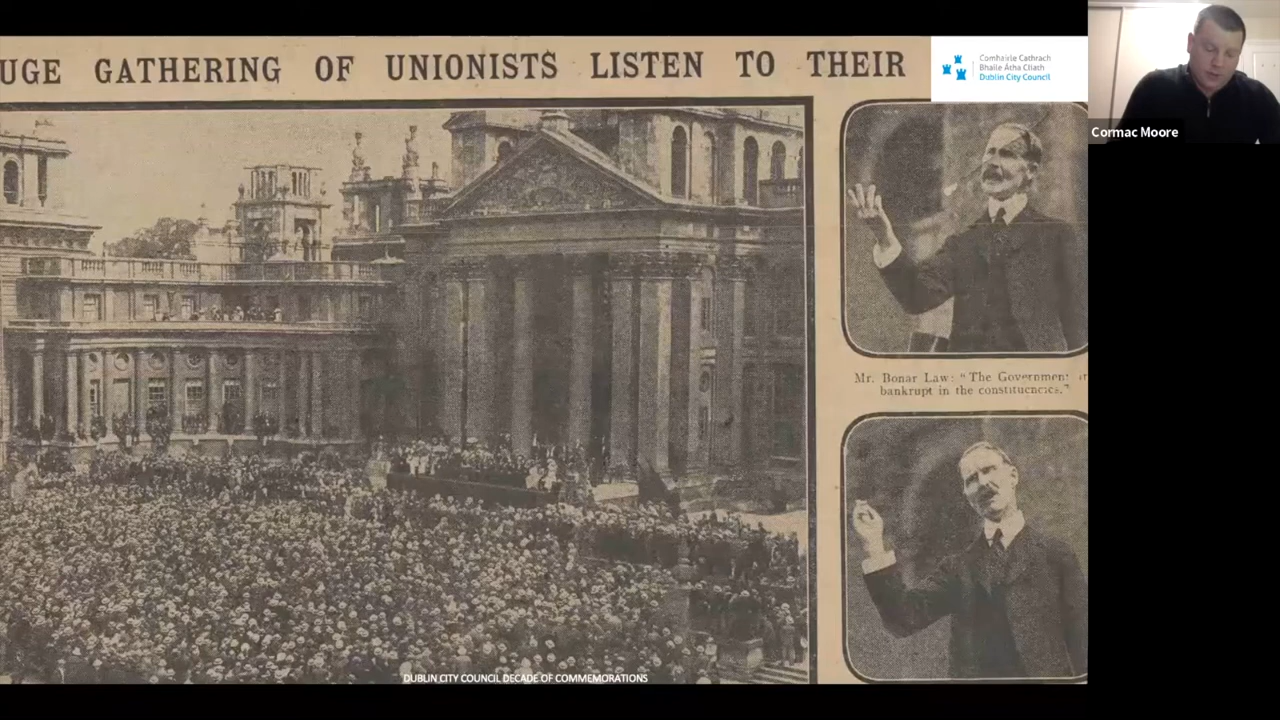 UGE GATHERING OF UNIONISTS LISTEN TO THEIR
Comhairle Cathrach
Bhaile Átha Cliath
Dublin City Council
Cormac Moore
Mr. Bonar Law: "The Government
bankrupt in the constituencies."
DUBLIN CITY COUNCIL DECADE OF COMMEMORATIONS